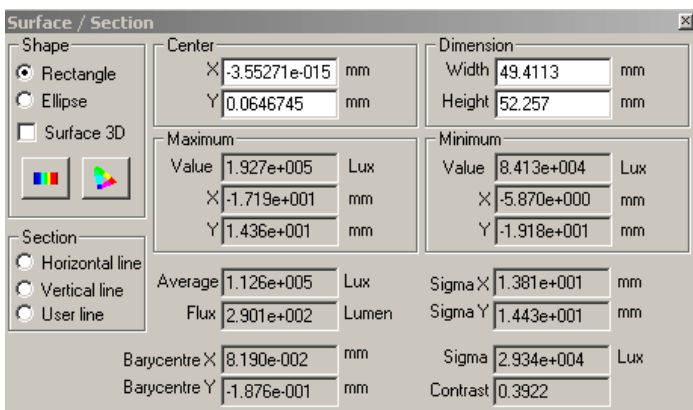 Surface / Section
Shape
Rectangle
Ellipse
Surface 3D
Center
X -3.55271e-015 mm
Y 0.0646745 mm
Dimension
Width 49.4113 mm
Height 52.257 mm
Maximum
Value 1.927e+005 Lux
X -1.719e+001 mm
Y 1.436e+001 mm
Minimum
Value 8.413e+004 Lux
X -5.870e+000 mm
Y -1.918e+001 mm
Section
Horizontal line
Vertical line
User line
Average 1.126e+005 Lux
Flux 2.901e+002 Lumen
Sigma X 1.381e+001 mm
Sigma Y 1.443e+001 mm
Barycentre X 8.190e-002 mm
Barycentre Y -1.876e-001 mm
Sigma 2.934e+004 Lux
Contrast 0.3922